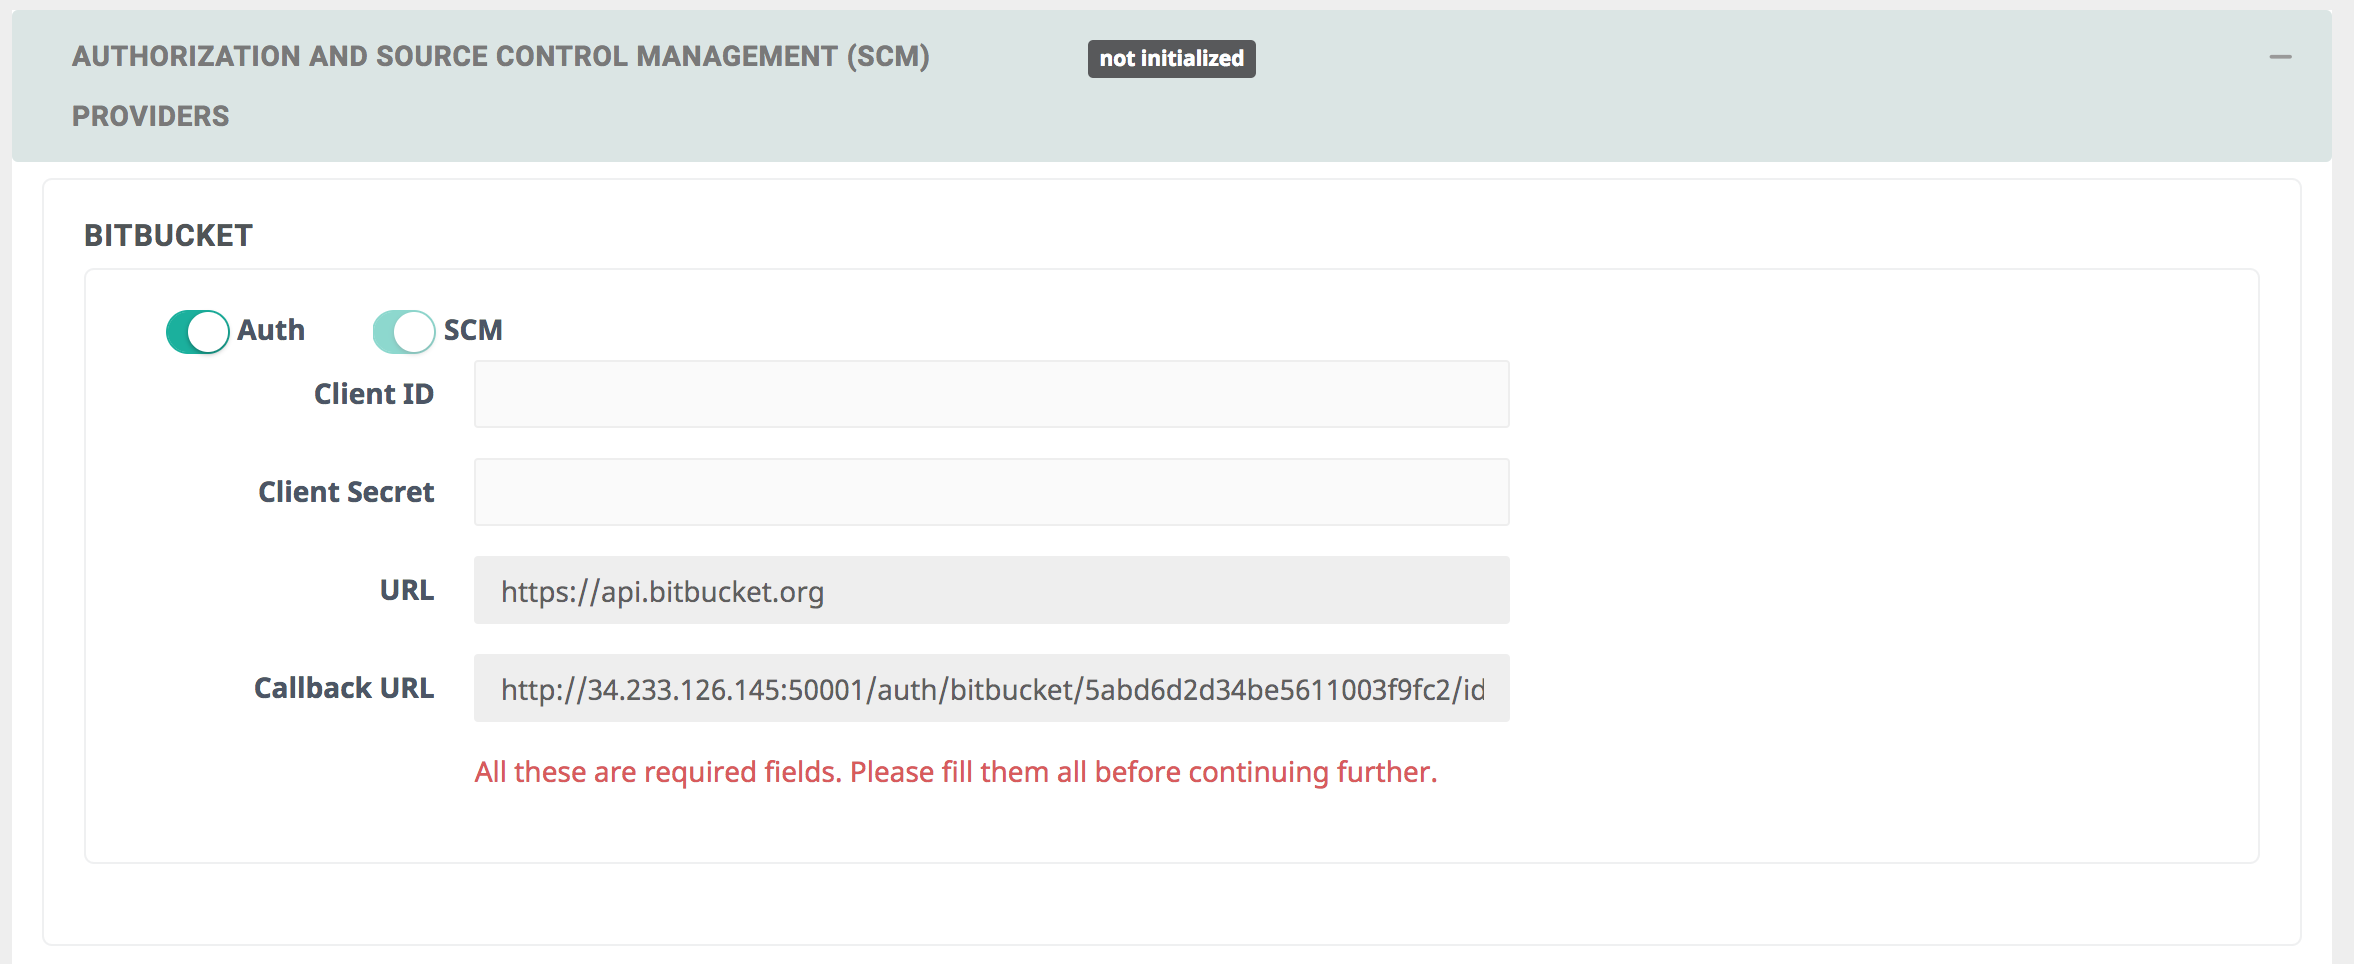 AUTHORIZATION AND SOURCE CONTROL MANAGEMENT (SCM)
PROVIDERS
not initialized
BITBUCKET
Auth
SCM
Client ID
Client Secret
URL
https://api.bitbucket.org
Callback URL
http://34.233.126.145:50001/auth/bitbucket/5abd6d2d34be5611003f9fc2/id
All these are required fields. Please fill them all before continuing further.